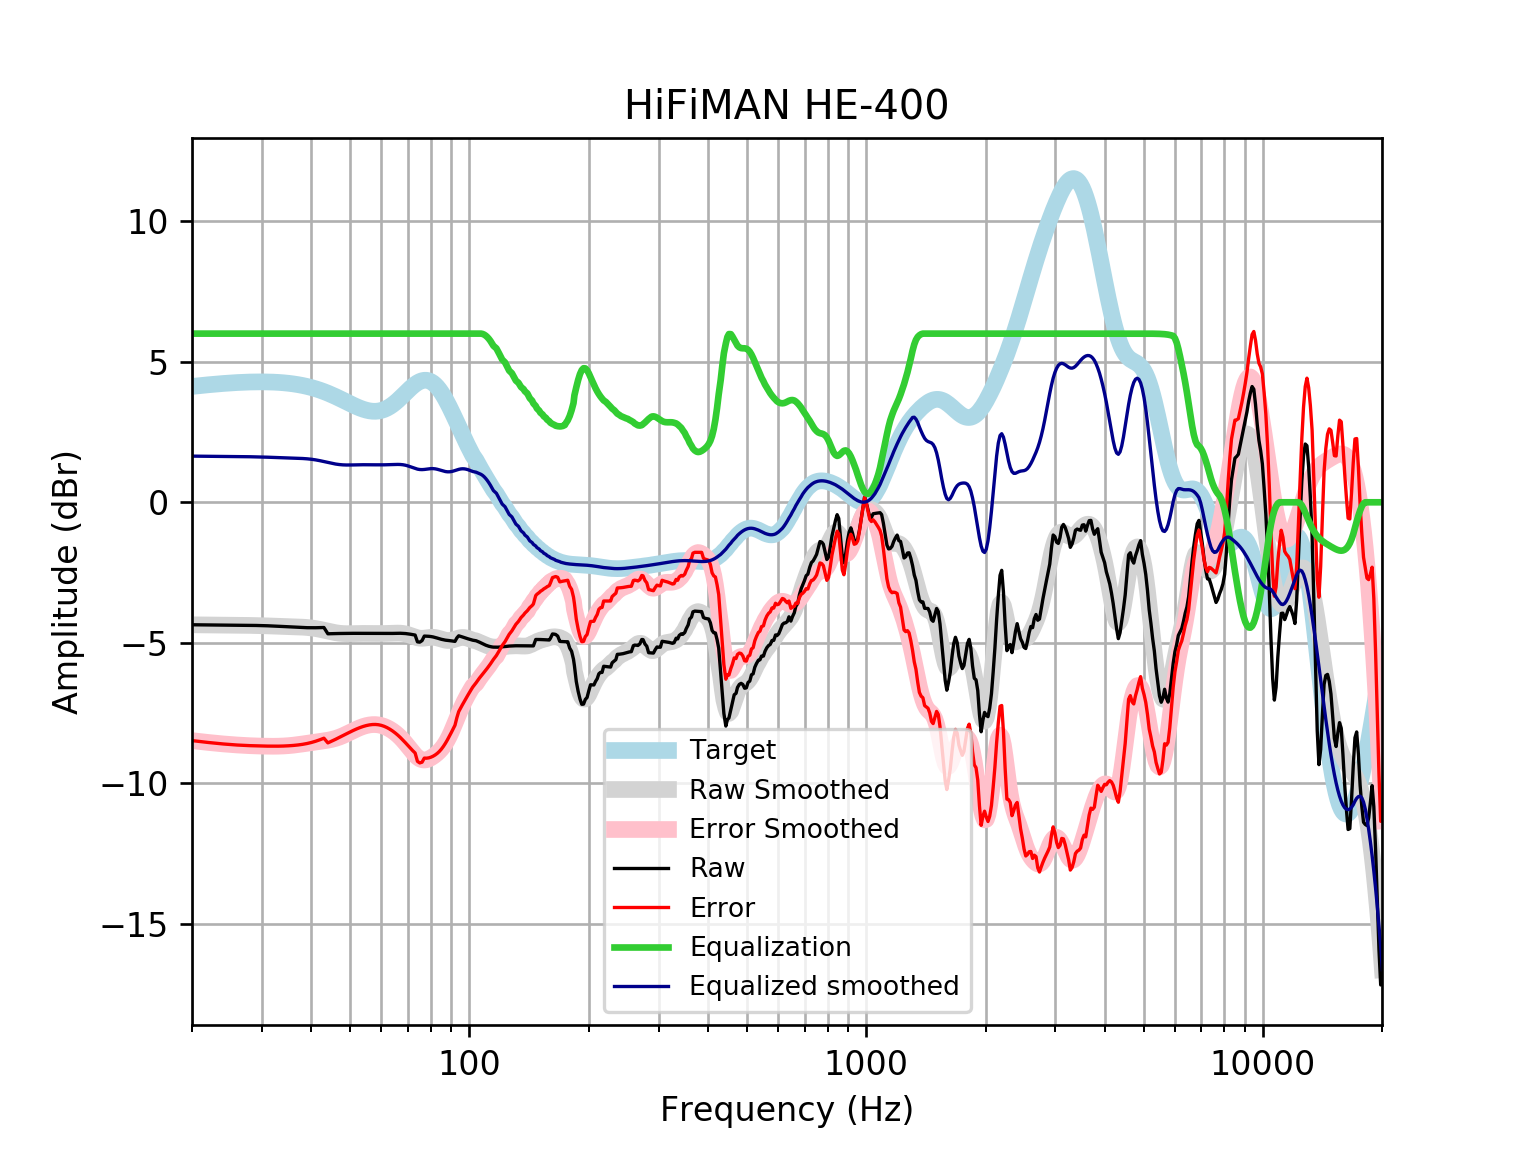 HiFiMAN HE-400
Amplitude (dBr)
10
5
0
−5
−10
−15
Target
Raw Smoothed
Error Smoothed
Raw
Error
Equalization
Equalized smoothed
100 1000 10000
Frequency (Hz)